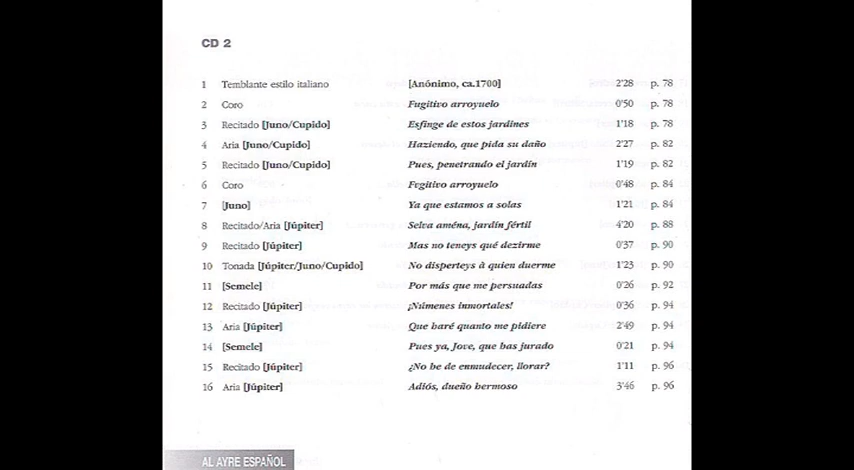 CD 2
1 Temblante estilo italiano [Anónimo, ca.1700] 2'28 p. 78
2 Coro Fugitivo arroyuelo 0'50 p. 78
3 Recitado [Juno/Cupido] Esfinge de estos jardines 1'18 p. 78
4 Aria [Juno/Cupido] Haziendo, que pida su daño 2'27 p. 82
5 Recitado [Juno/Cupido] Pues, penetrando el jardín 1'19 p. 82
6 Coro Fvgitivo arroyuelo 0'48 p. 84
7 [Juno] Ya que estamos a solas 1'21 p. 84
8 Recitado/Aria [Júpiter] Selva aména, jardín fértil 4'20 p. 88
9 Recitado [Júpiter] Mas no teneys qué dezirme 0'37 p. 90
10 Tonada [Júpiter/Juno/Cupido] No disperteys à quien duerme 1'23 p. 90
11 [Semele] Por más que me persuadas 0'26 p. 92
12 Recitado [Júpiter] ¡Númenes inmortales! 0'36 p. 94
13 Aria [Júpiter] Que haré quanto me pidiere 2'49 p. 94
14 [Semele] Pues ya, Jove, que has jurado 0'21 p. 94
15 Recitado [Júpiter] ¿No he de enmudecer, llorar? 1'11 p. 96
16 Aria [Júpiter] Adiós, dueño hermoso 3'46 p. 96
AL AYRE ESPAÑOL